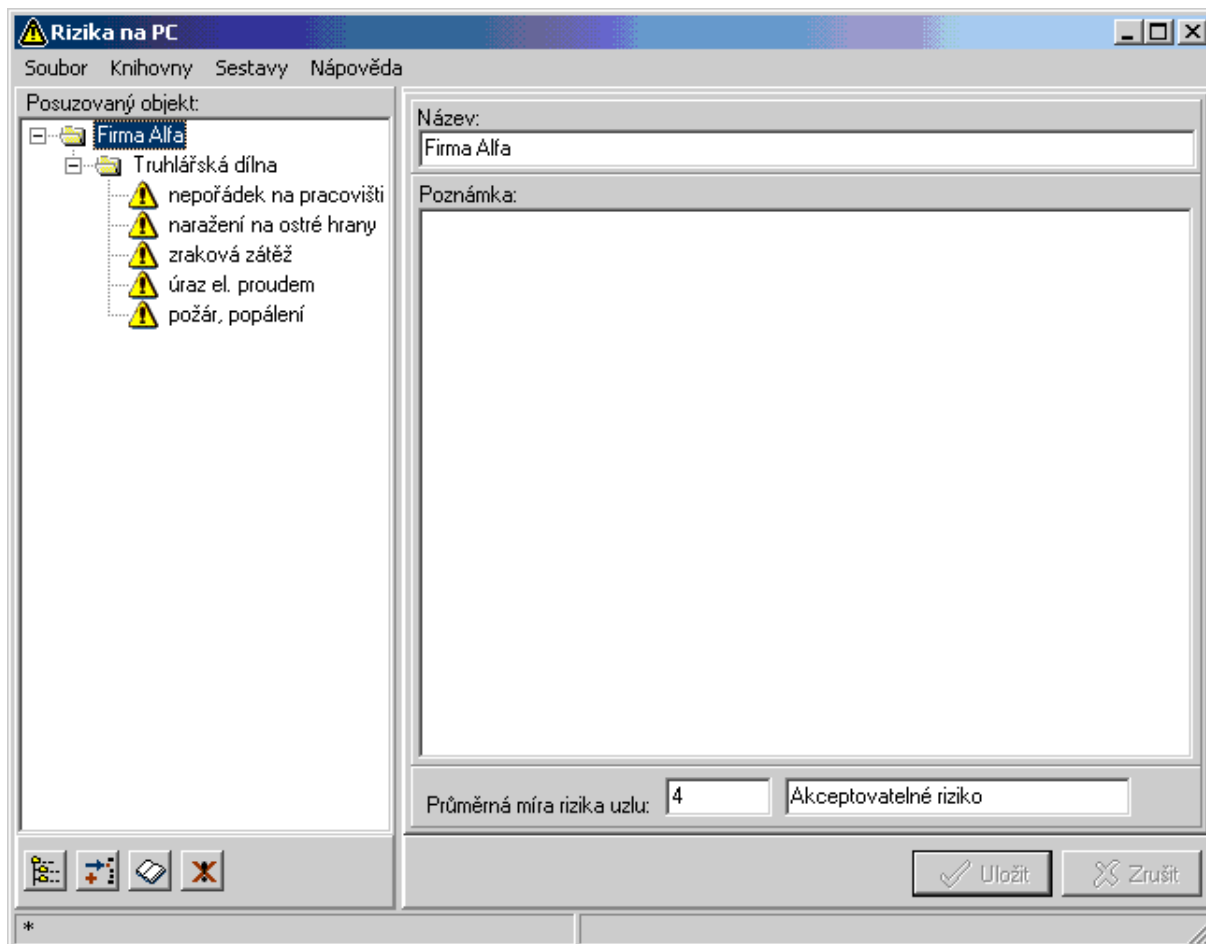 Rizika na PC
Soubor Knihovny Sestavy Nápověda
Posuzovaný objekt:
Firma Alfa
Truhlářská dílna
nepořádek na pracovišti
naražení na ostré hrany
zraková zátěž
úraz el. proudem
požár, popálení
Název:
Firma Alfa
Poznámka:
Průměrná míra rizika uzlu: 4 Akceptovatelné riziko
Uložit Zrušit
*